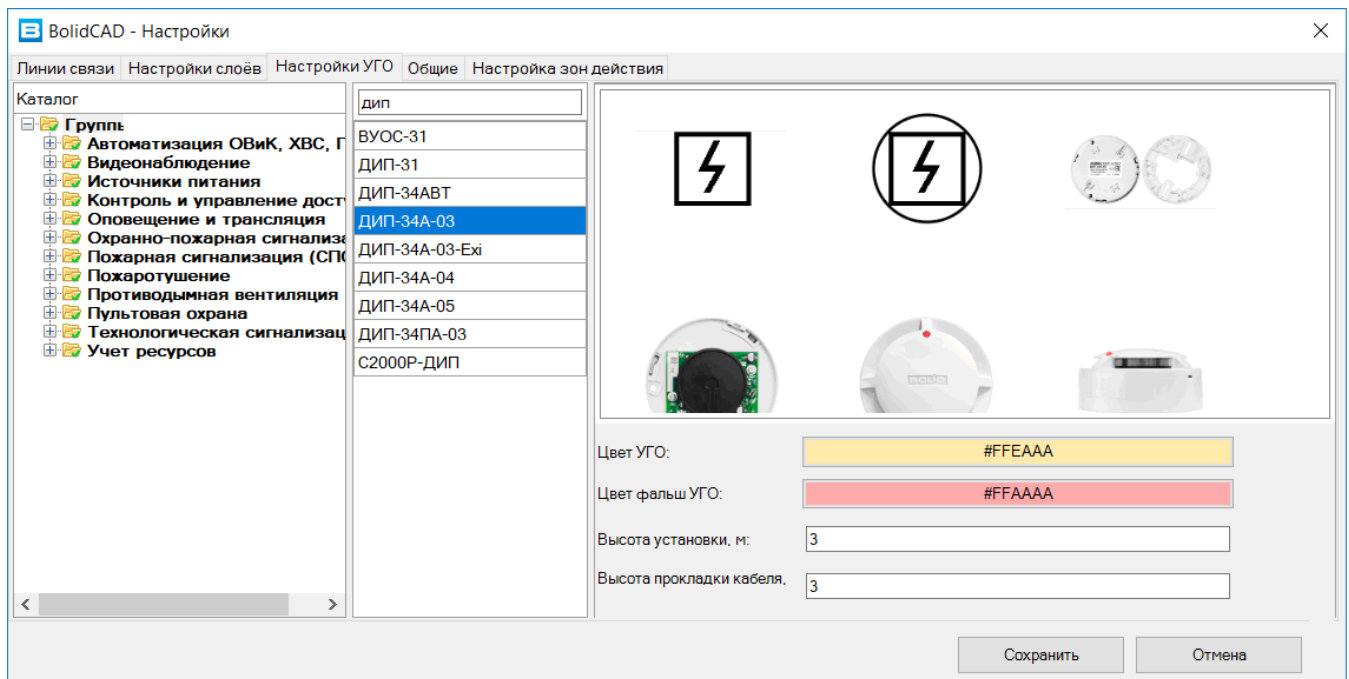 BolidCAD - Настройки
Линии связи Настройки слоёв Настройки УГО Общие Настройка зон действия
Каталог
Группы
Автоматизация ОВиК, ХВС, Г
Видеонаблюдение
Источники питания
Контроль и управление дост
Оповещение и трансляция
Охранно-пожарная сигнализа
Пожарная сигнализация (СПС
Пожаротушение
Противодымная вентиляция
Пультовая охрана
Технологическая сигнализац
Учет ресурсов
дип
ВУОС-31
ДИП-31
ДИП-34АВТ
ДИП-34А-03
ДИП-34А-03-Exi
ДИП-34А-04
ДИП-34А-05
ДИП-34ПА-03
С2000Р-ДИП
BOLID
Цвет УГО: #FFEAAA
Цвет фальш УГО: #FFAAAA
Высота установки, м: 3
Высота прокладки кабеля, 3
Сохранить Отмена